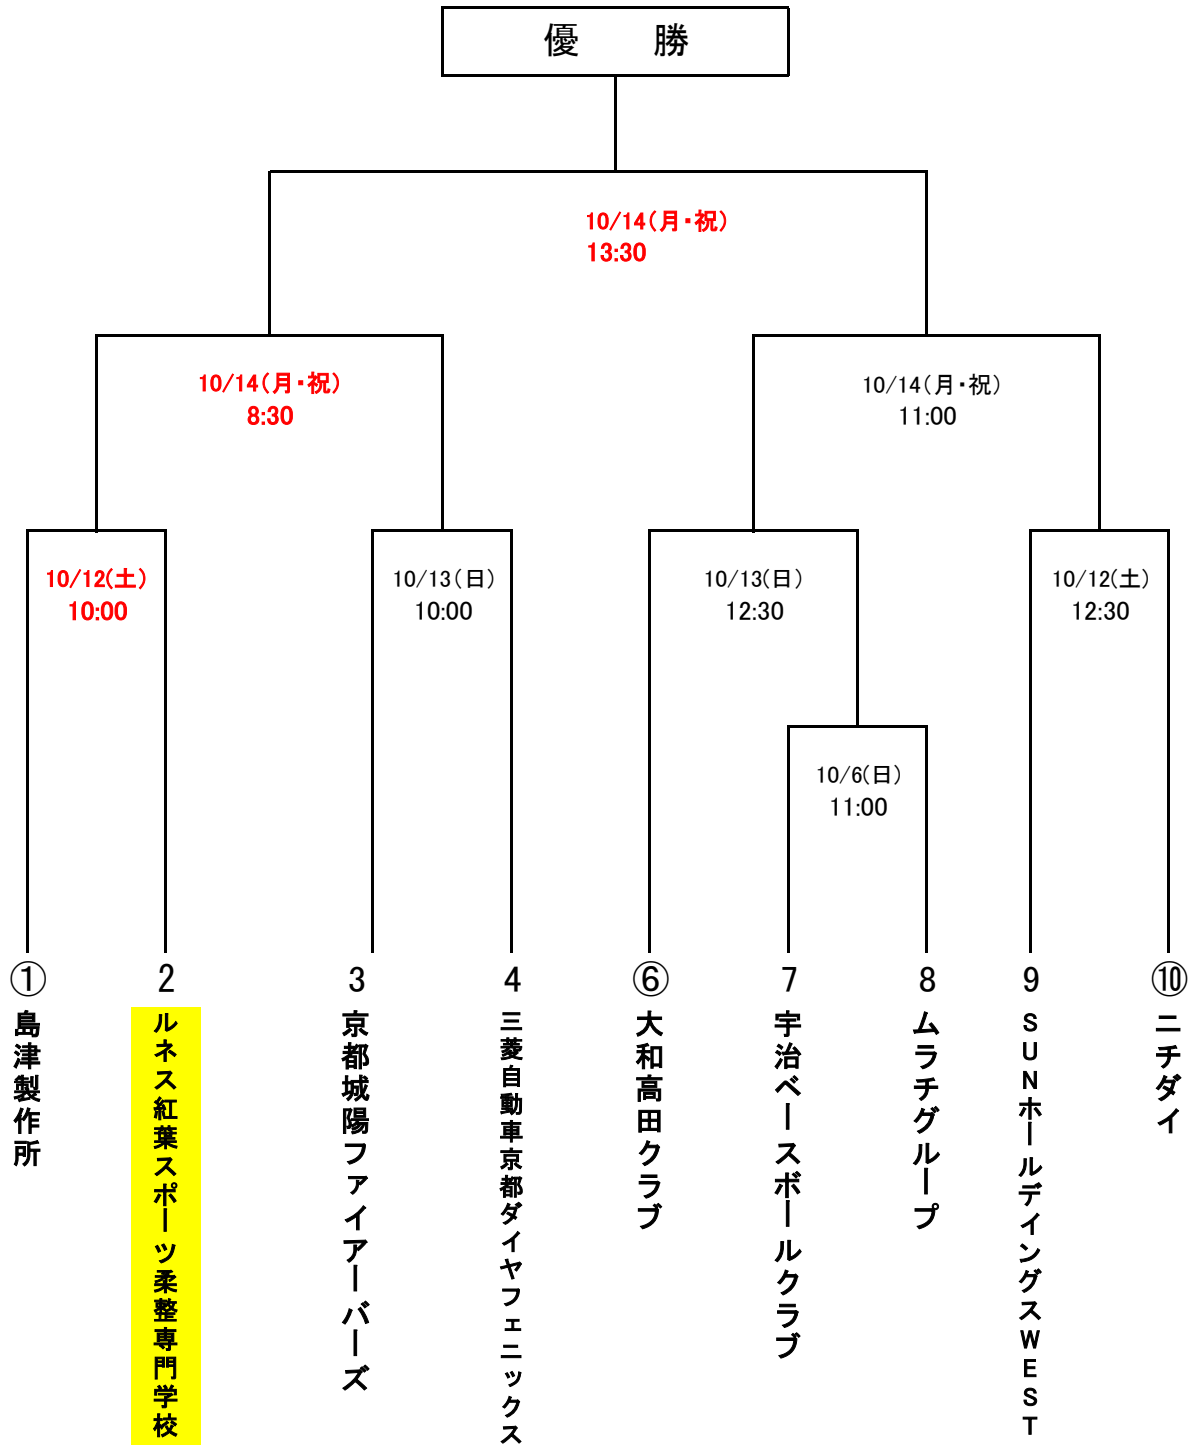 優 勝
10/14(月・祝)
13:30
10/14(月・祝)
8:30
10/14(月・祝)
11:00
10/12(土)
10:00
10/13(日)
10:00
10/13(日)
12:30
10/12(土)
12:30
10/6(日)
11:00
①
島津製作所
2
ルネス紅葉スポーツ柔整専門学校
3
京都城陽ファイアーバーズ
4
三菱自動車京都ダイヤフェニックス
⑥
大和高田クラブ
7
宇治ベースボールクラブ
8
ムラチグループ
9
SUNホールディングスWEST
⑩
ニチダイ